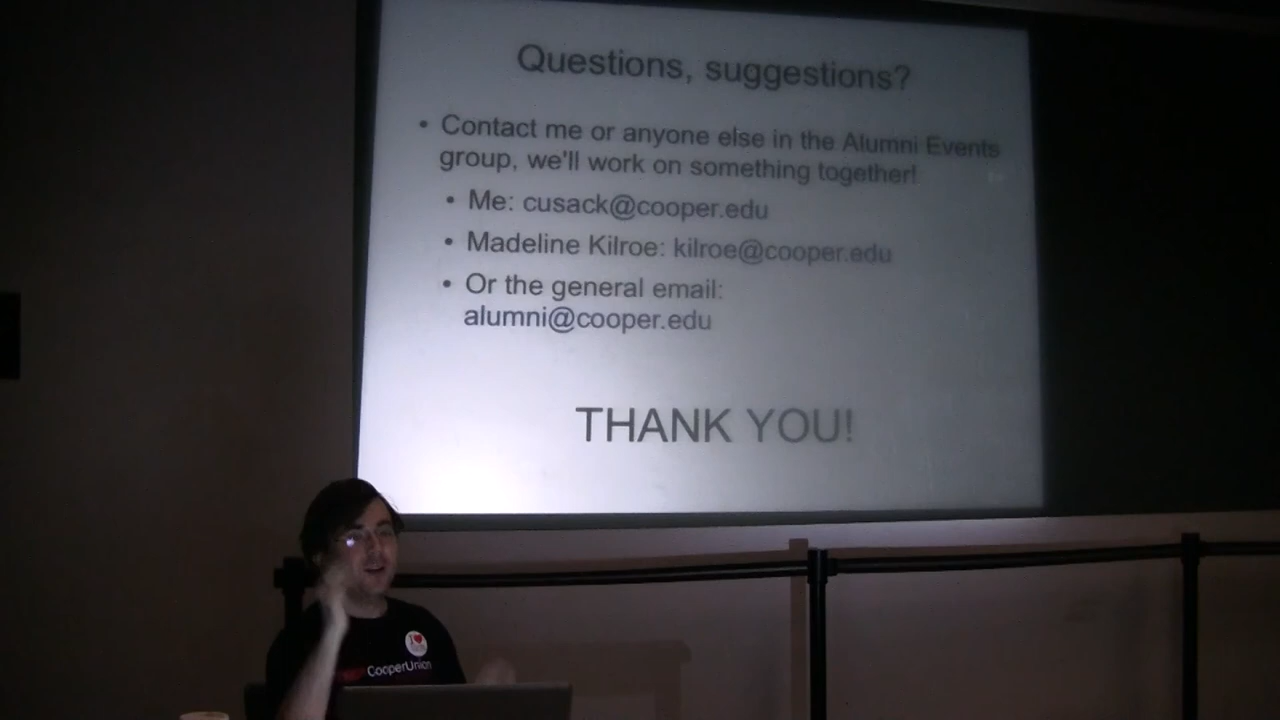 Questions, suggestions?
• Contact me or anyone else in the Alumni Events
group, we'll work on something together!
• Me: cusack@cooper.edu
• Madeline Kilroe: kilroe@cooper.edu
• Or the general email:
alumni@cooper.edu
THANK YOU!
I
CooperUnion